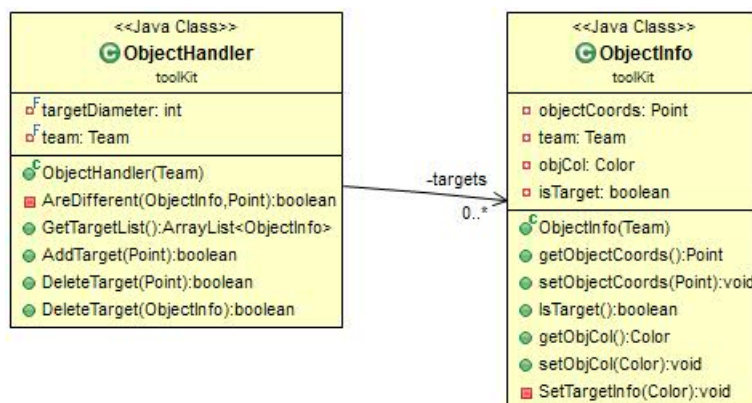 <<Java Class>>
ObjectHandler
toolKit
targetDiameter: int
team: Team
ObjectHandler(Team)
AreDifferent(ObjectInfo,Point):boolean
GetTargetList():ArrayList<ObjectInfo>
AddTarget(Point):boolean
DeleteTarget(Point):boolean
DeleteTarget(ObjectInfo):boolean
-targets
0..*
<<Java Class>>
ObjectInfo
toolKit
objectCoords: Point
team: Team
objCol: Color
isTarget: boolean
ObjectInfo(Team)
getObjectCoords():Point
setObjectCoords(Point):void
IsTarget():boolean
getObjCol():Color
setObjCol(Color):void
SetTargetInfo(Color):void